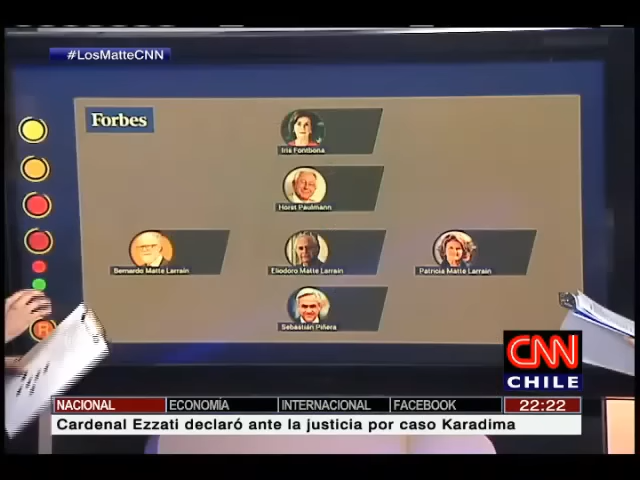 #LosMatteCNN
Forbes
Iris Fontbona
Horst Paulmann
Bernardo Matte Larraín
Eliodoro Matte Larraín
Patricia Matte Larraín
Sebastián Piñera
R
CNN
CHILE
NACIONAL ECONOMÍA INTERNACIONAL FACEBOOK 22:22
Cardenal Ezzati declaró ante la justicia por caso Karadima